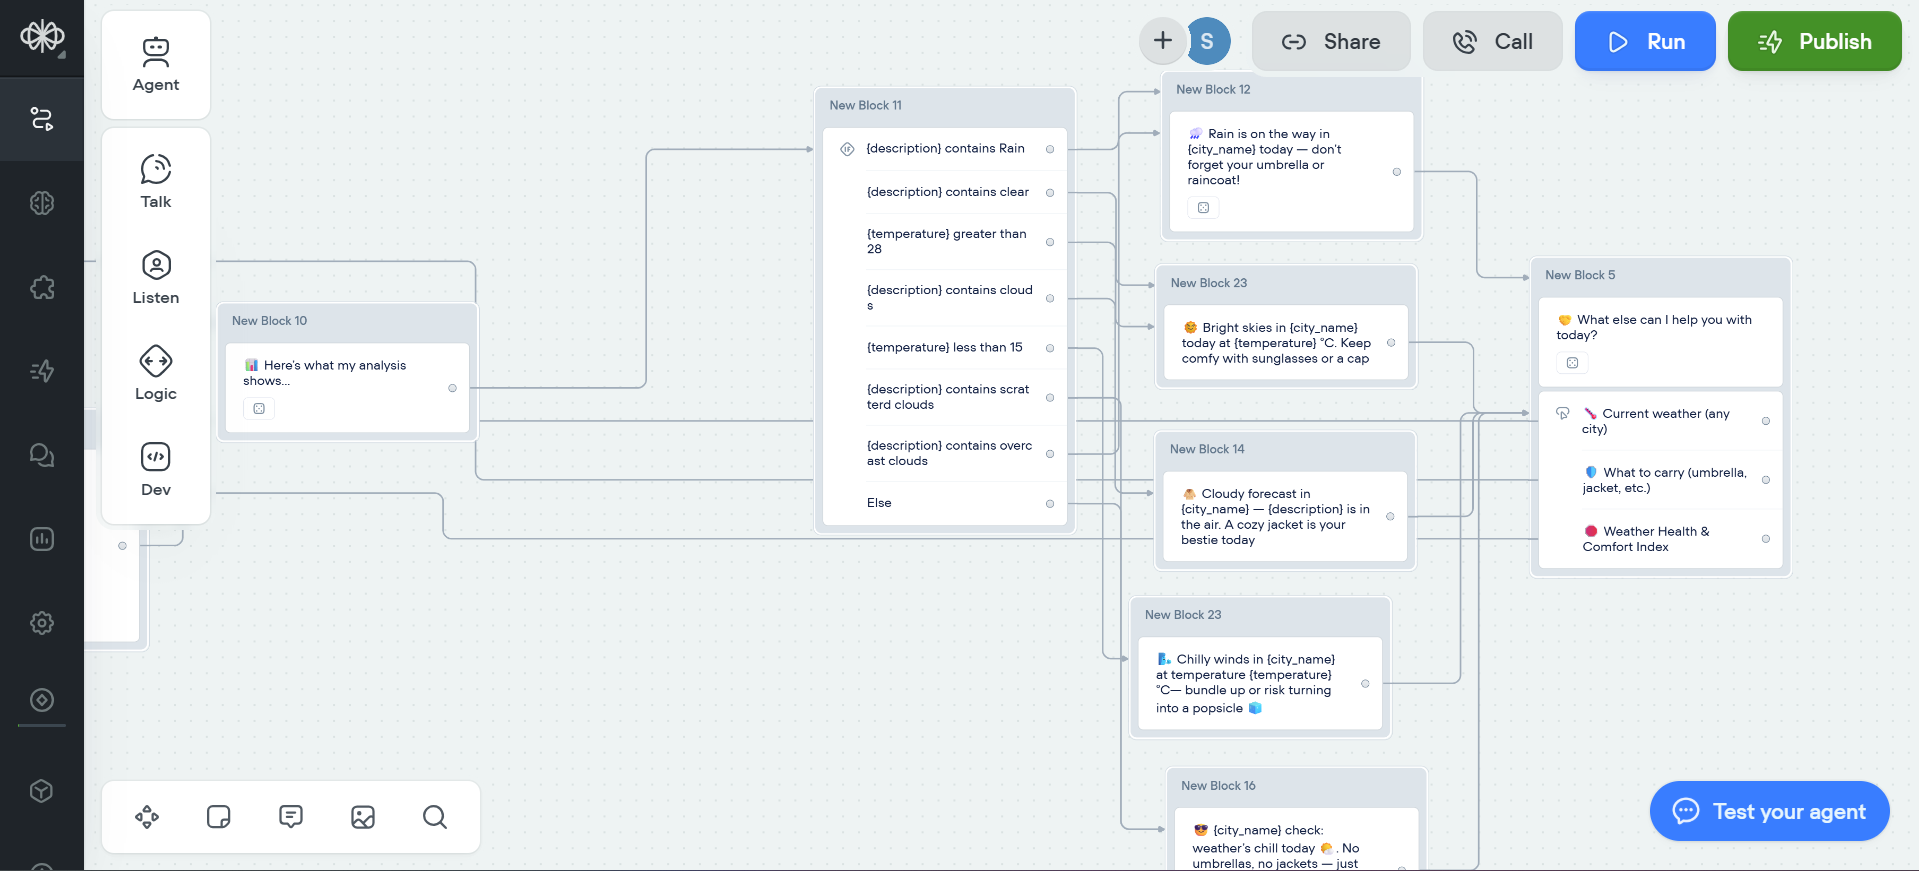 Agent
Talk
Listen
Logic
Dev
S
Share
Call
Run
Publish
New Block 10
Here's what my analysis
shows...
New Block 11
{description} contains Rain
{description} contains clear
{temperature} greater than
28
{description} contains cloud
s
{temperature} less than 15
{description} contains scrat
terd clouds
{description} contains overc
ast clouds
Else
New Block 12
Rain is on the way in
{city_name} today — don't
forget your umbrella or
raincoat!
New Block 23
Bright skies in {city_name}
today at {temperature} °C. Keep
comfy with sunglasses or a cap
New Block 14
Cloudy forecast in
{city_name} — {description} is in
the air. A cozy jacket is your
bestie today
New Block 23
Chilly winds in {city_name}
at temperature {temperature}
°C— bundle up or risk turning
into a popsicle
New Block 16
{city_name} check:
weather's chill today . No
umbrellas, no jackets — just
New Block 5
What else can I help you with
today?
Current weather (any
city)
What to carry (umbrella,
jacket, etc.)
Weather Health &
Comfort Index
Test your agent